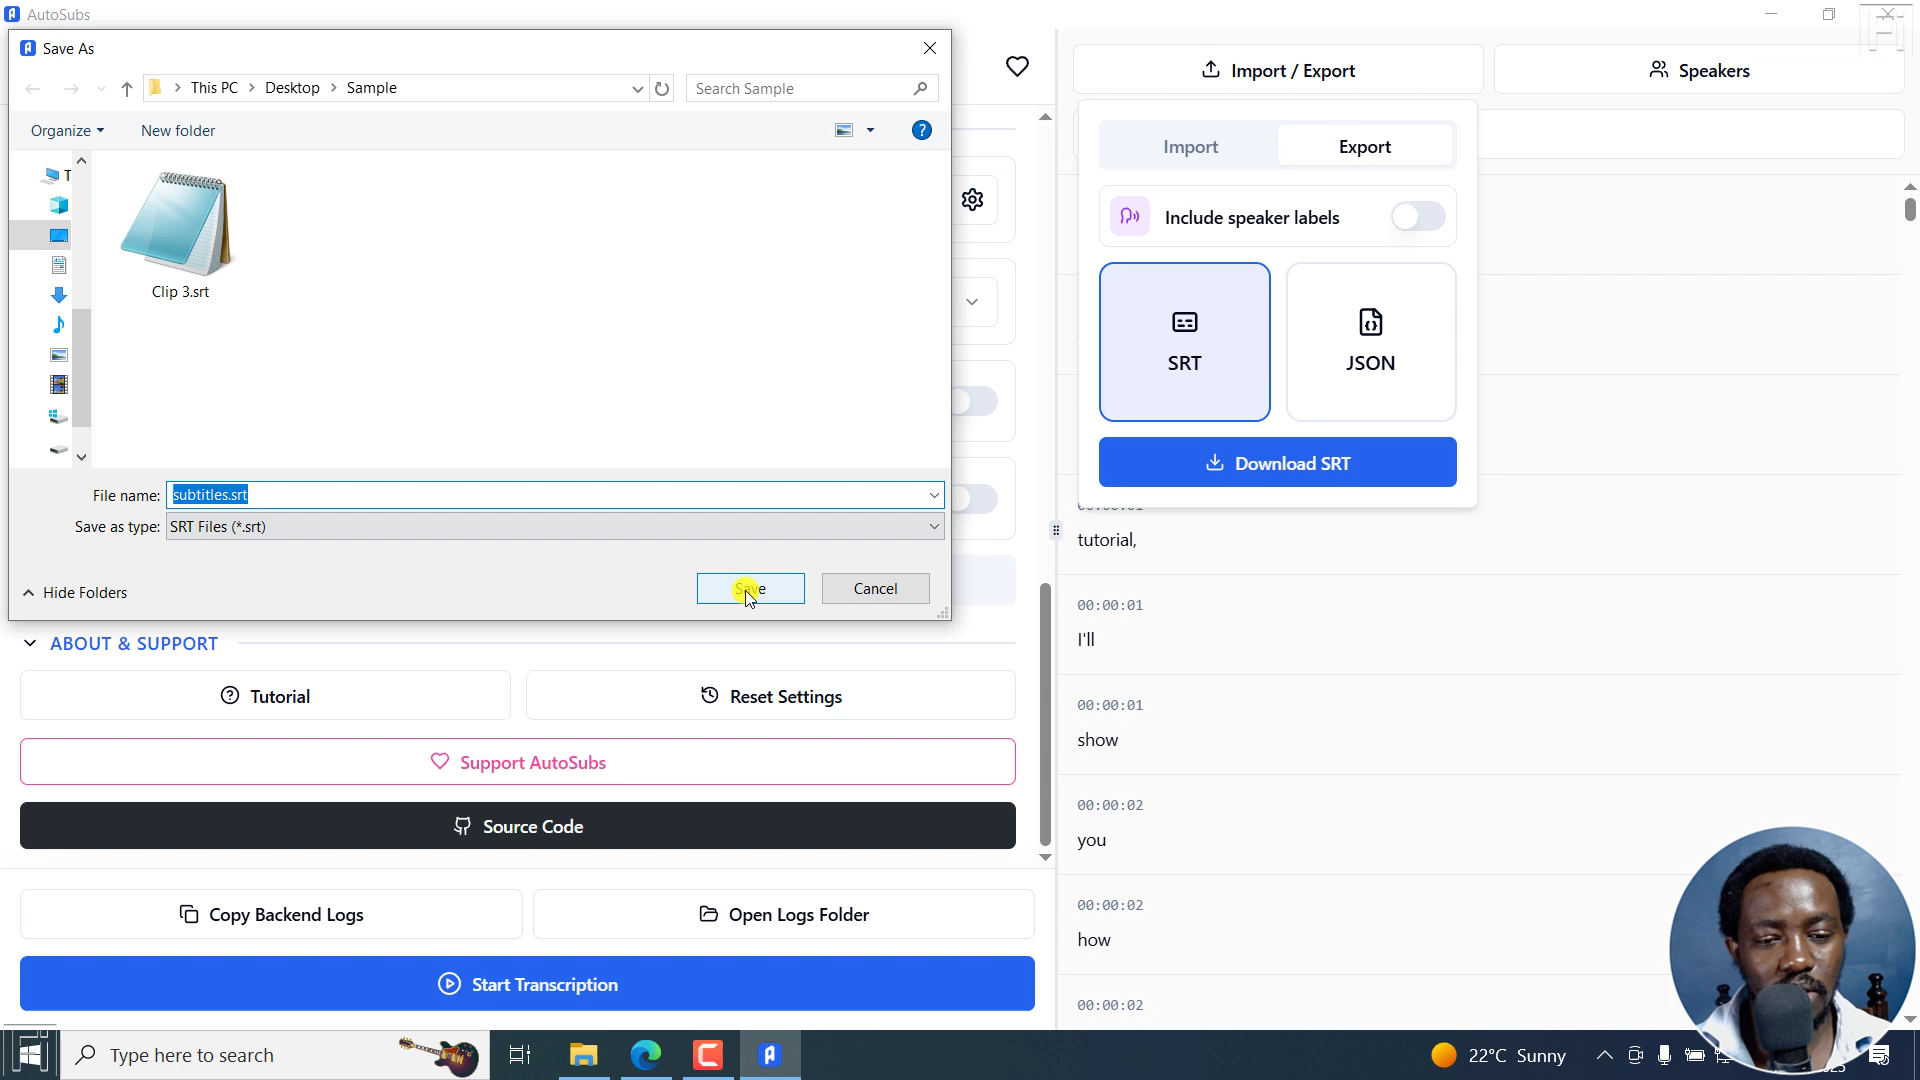 AutoSubs
Save As
This PC > Desktop > Sample
Search Sample
Organize
New folder
Clip 3.srt
File name: subtitles.srt
Save as type: SRT Files (*.srt)
Hide Folders
Save
Cancel
ABOUT & SUPPORT
Tutorial
Reset Settings
Support AutoSubs
Source Code
Copy Backend Logs
Open Logs Folder
Start Transcription
Import / Export
Speakers
Import
Export
Include speaker labels
SRT
JSON
Download SRT
tutorial,
00:00:01
I'll
00:00:01
show
00:00:02
you
00:00:02
how
00:00:02
Type here to search
22°C Sunny